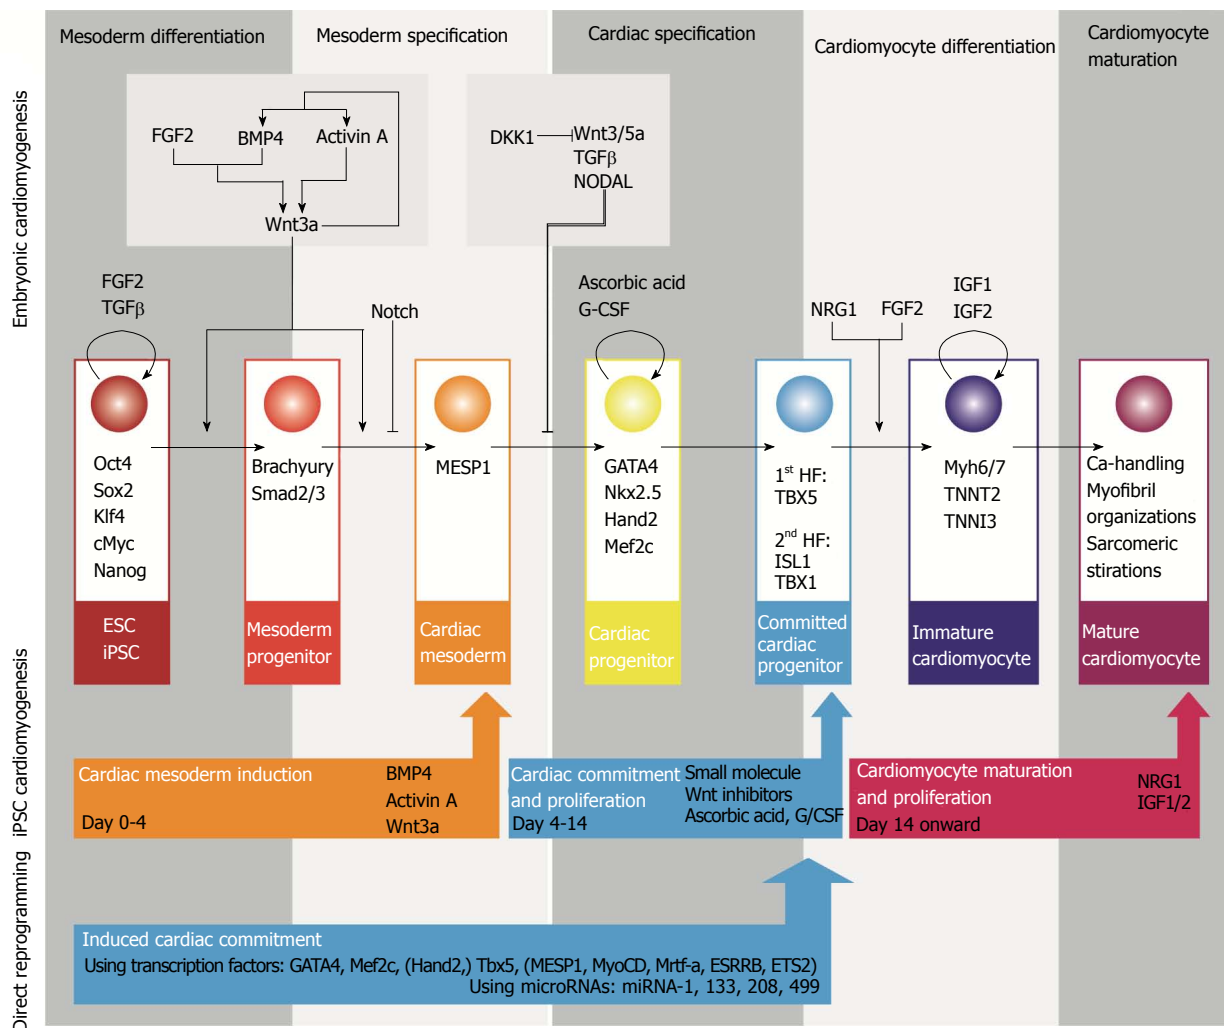 Mesoderm differentiation
Mesoderm specification
Cardiac specification
Cardiomyocyte differentiation
Cardiomyocyte
maturation
Embryonic cardiomyogenesis
FGF2
BMP4
Activin A
Wnt3a
DKK1
Wnt3/5a
TGFβ
NODAL
FGF2
TGFβ
Notch
Ascorbic acid
G-CSF
NRG1
FGF2
IGF1
IGF2
Oct4
Sox2
Klf4
cMyc
Nanog
ESC
iPSC
Brachyury
Smad2/3
Mesoderm
progenitor
MESP1
Cardiac
mesoderm
GATA4
Nkx2.5
Hand2
Mef2c
Cardiac
progenitor
1st HF:
TBX5
2nd HF:
ISL1
TBX1
Committed
cardiac
progenitor
Myh6/7
TNNT2
TNNI3
Immature
cardiomyocyte
Ca-handling
Myofibril
organizations
Sarcomeric
stirations
Mature
cardiomyocyte
iPSC cardiomyogenesis
Cardiac mesoderm induction
Day 0-4
BMP4
Activin A
Wnt3a
Cardiac commitment
and proliferation
Day 4-14
Small molecule
Wnt inhibitors
Ascorbic acid, G/CSF
Cardiomyocyte maturation
and proliferation
Day 14 onward
NRG1
IGF1/2
Direct reprogramming
Induced cardiac commitment
Using transcription factors: GATA4, Mef2c, (Hand2,) Tbx5, (MESP1, MyoCD, Mrtf-a, ESRRB, ETS2)
Using microRNAs: miRNA-1, 133, 208, 499